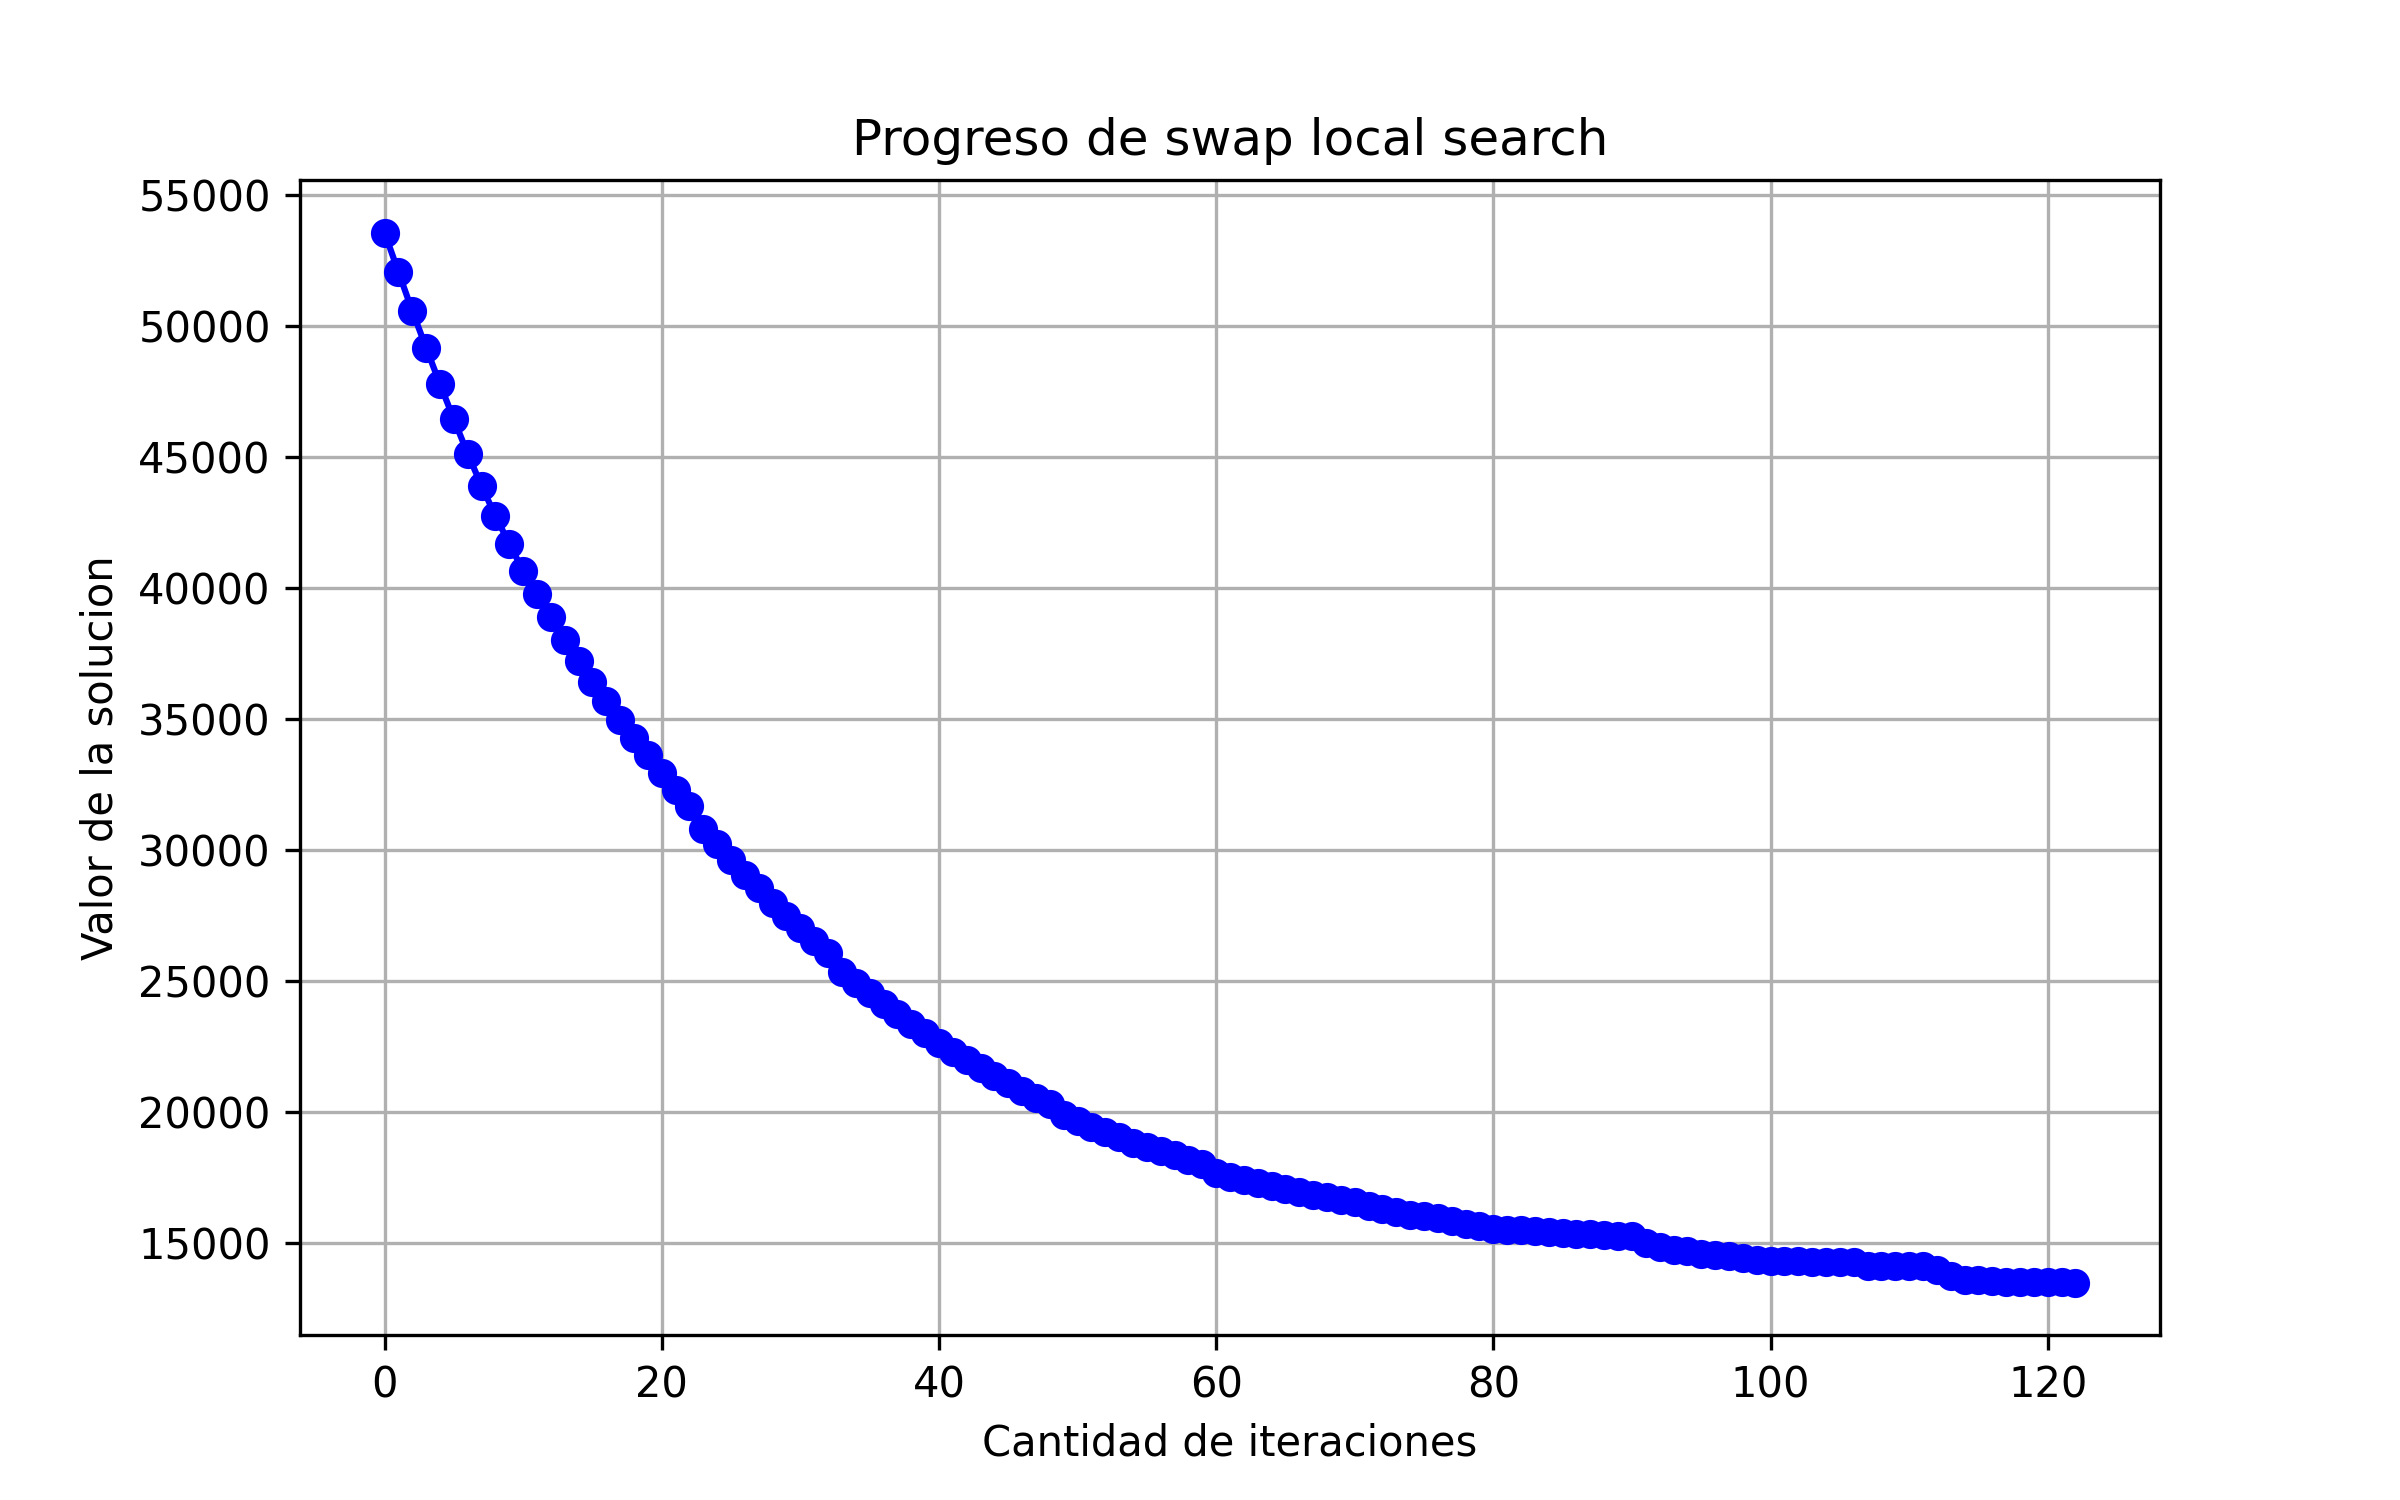 Progreso de swap local search
55000
50000
45000
40000
35000
30000
25000
20000
15000
Valor de la solucion
0 20 40 60 80 100 120
Cantidad de iteraciones